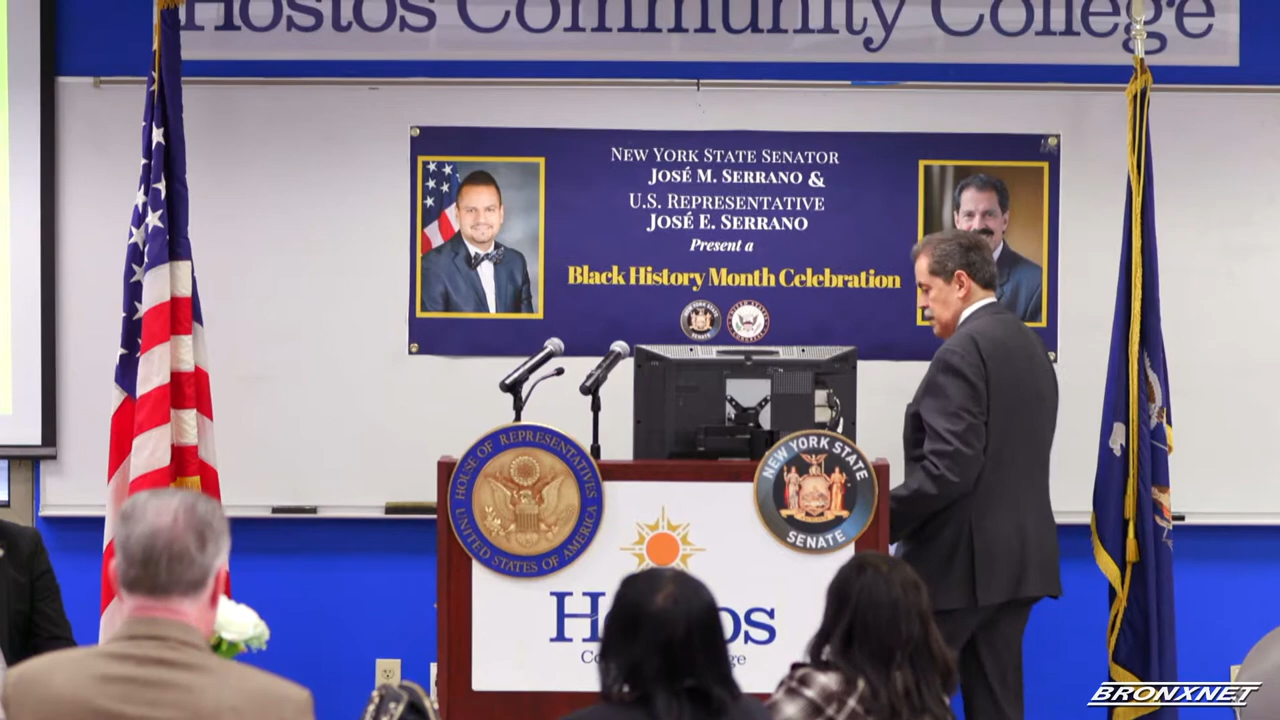 Hostos Community College
NEW YORK STATE SENATOR
JOSÉ M. SERRANO &
U.S. REPRESENTATIVE
JOSÉ E. SERRANO
Present a
Black History Month Celebration
HOUSE OF REPRESENTATIVES
UNITED STATES OF AMERICA
NEW YORK STATE
SENATE
BRONXNET